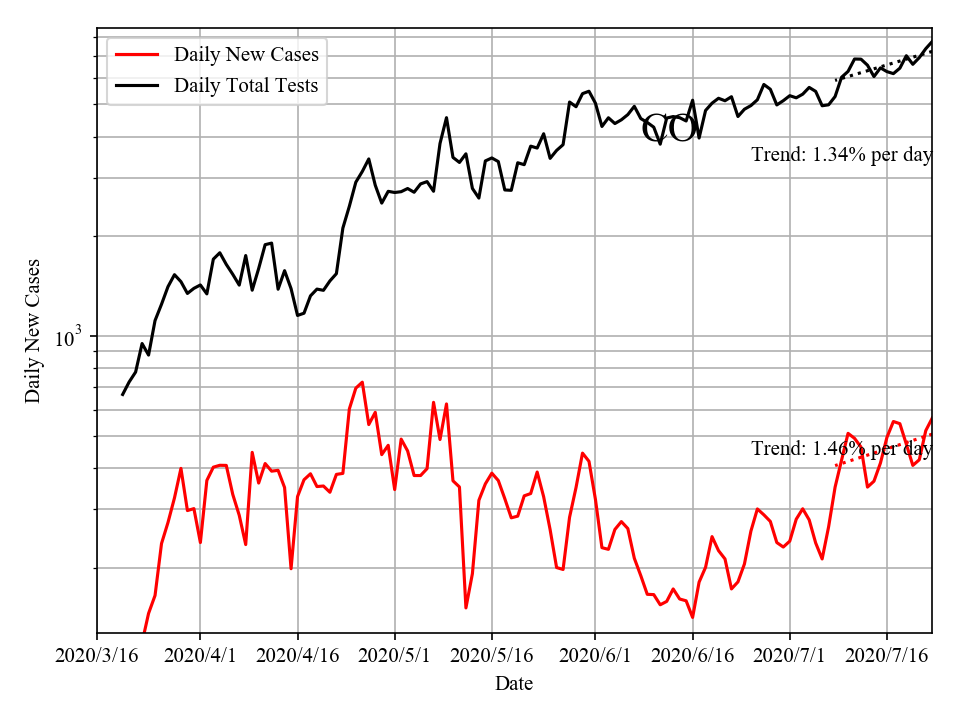 Daily New Cases
Daily Total Tests
CO
Trend: 1.34% per day
Trend: 1.46% per day
Daily New Cases
10³
2020/3/16 2020/4/1 2020/4/16 2020/5/1 2020/5/16 2020/6/1 2020/6/16 2020/7/1 2020/7/16
Date